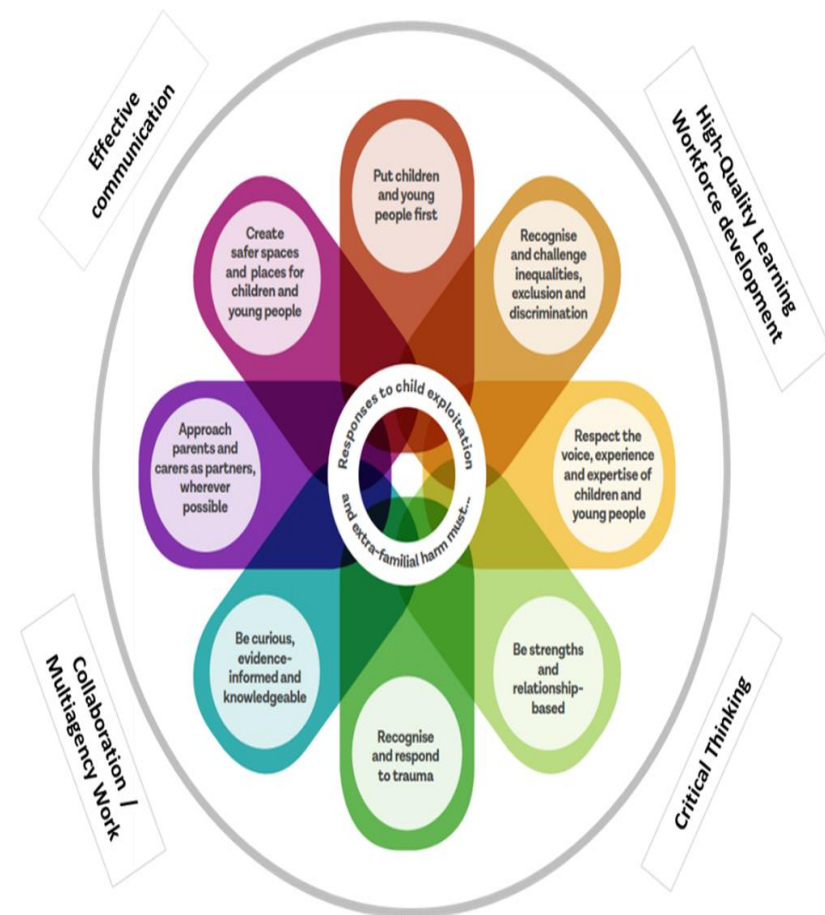 Effective
communication
High-Quality Learning
Workforce development
Put children
and young
people first
Create
safer spaces
and places for
children and
young people
Recognise
and challenge
inequalities,
exclusion and
discrimination
Approach
parents and
carers as partners,
wherever
possible
Responses to child exploitation
and extra-familial harm must...
Respect the
voice, experience
and expertise of
children and
young people
Be curious,
evidence-
informed and
knowledgeable
Be strengths
and
relationship-
based
Recognise
and respond
to trauma
Collaboration /
Multiagency Work
Critical Thinking